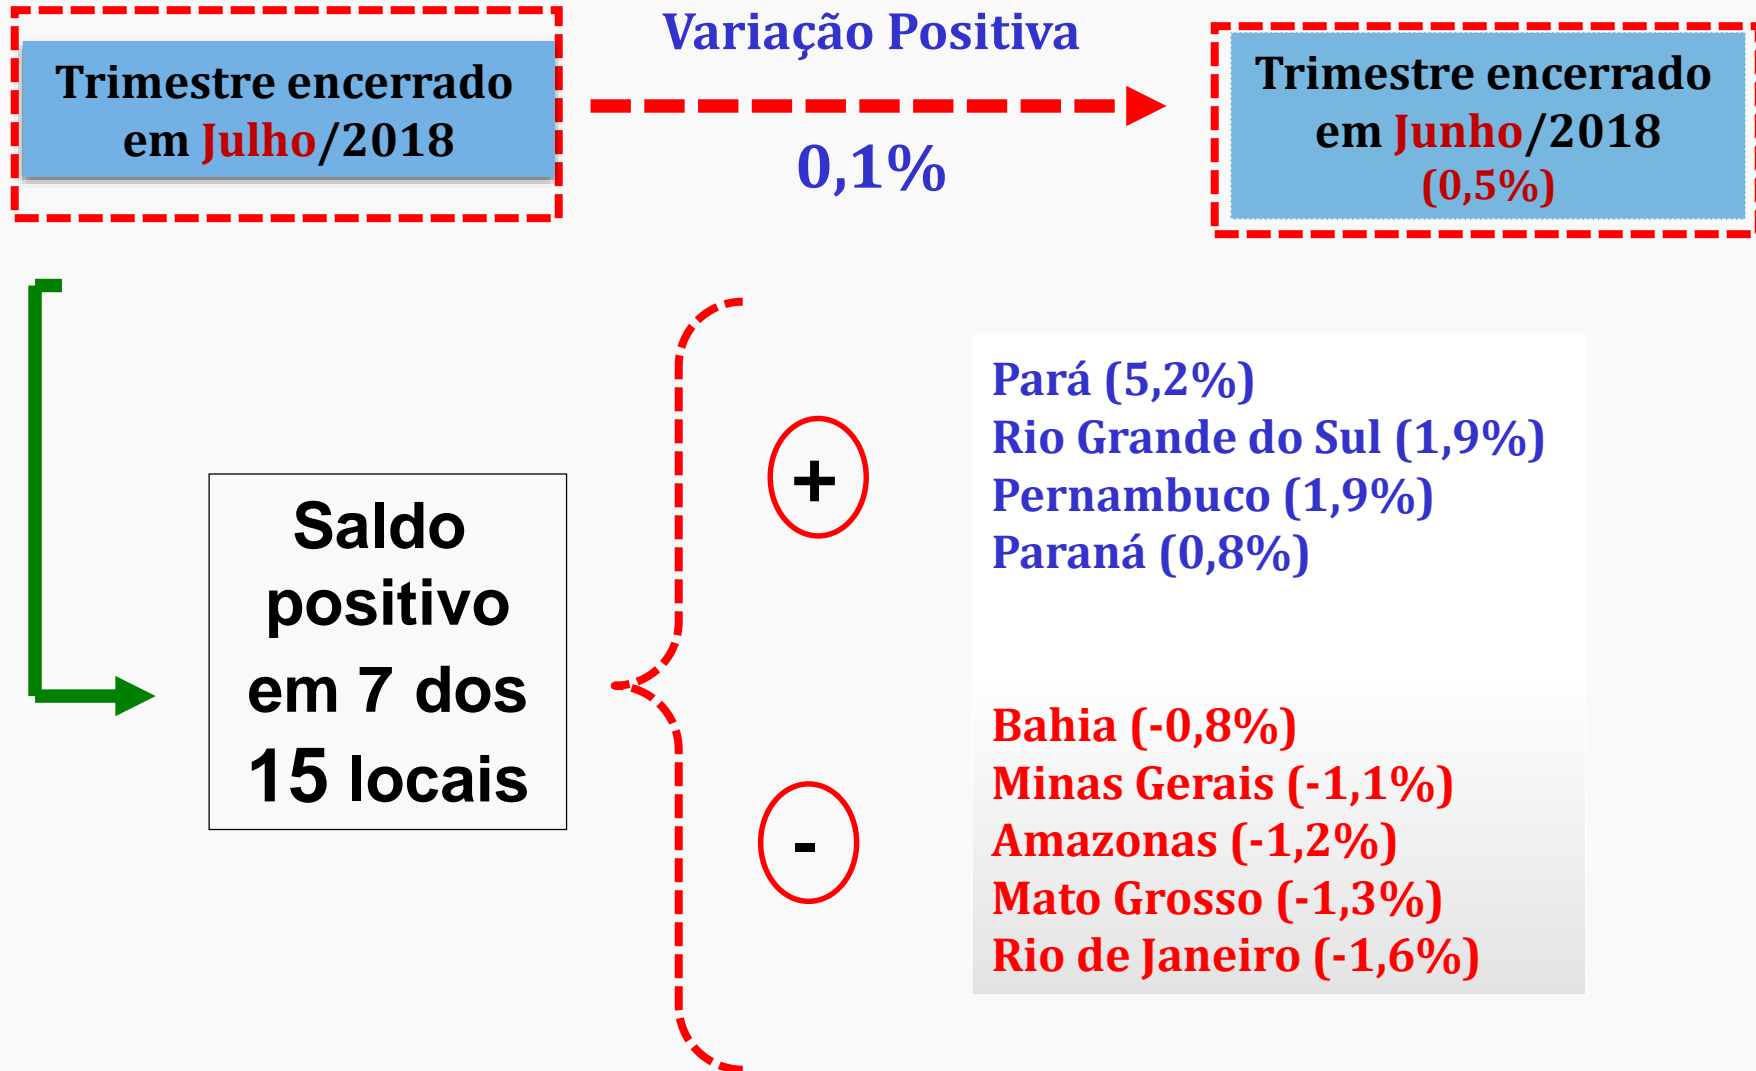 Trimestre encerrado
em Julho/2018
Variação Positiva
0,1%
Trimestre encerrado
em Junho/2018
(0,5%)
Saldo
positivo
em 7 dos
15 locais
+
Pará (5,2%)
Rio Grande do Sul (1,9%)
Pernambuco (1,9%)
Paraná (0,8%)
-
Bahia (-0,8%)
Minas Gerais (-1,1%)
Amazonas (-1,2%)
Mato Grosso (-1,3%)
Rio de Janeiro (-1,6%)